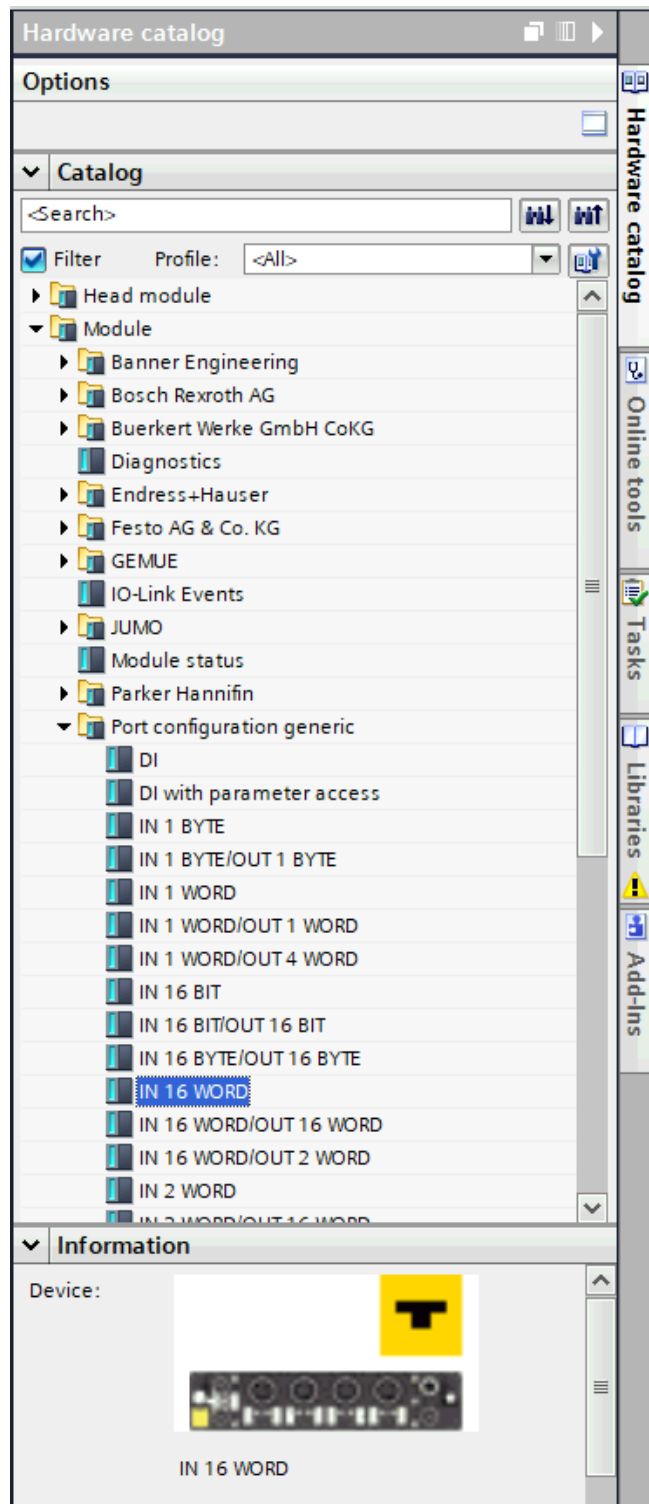 Hardware catalog
Options
Catalog
<Search>
Filter Profile: <All>
Head module
Module
Banner Engineering
Bosch Rexroth AG
Buerkert Werke GmbH CoKG
Diagnostics
Endress+Hauser
Festo AG & Co. KG
GEMUE
IO-Link Events
JUMO
Module status
Parker Hannifin
Port configuration generic
DI
DI with parameter access
IN 1 BYTE
IN 1 BYTE/OUT 1 BYTE
IN 1 WORD
IN 1 WORD/OUT 1 WORD
IN 1 WORD/OUT 4 WORD
IN 16 BIT
IN 16 BIT/OUT 16 BIT
IN 16 BYTE/OUT 16 BYTE
IN 16 WORD
IN 16 WORD/OUT 16 WORD
IN 16 WORD/OUT 2 WORD
IN 2 WORD
IN 2 WORD/OUT 16 WORD
Information
Device:
IN 16 WORD
Hardware catalog
Online tools
Tasks
Libraries
Add-Ins